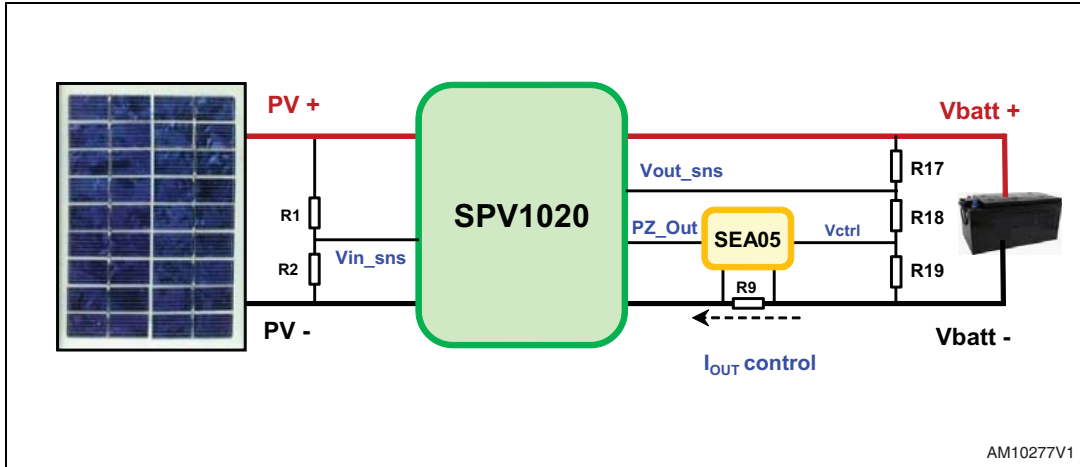 PV +
Vbatt +
R17
Vout_sns
R1
SPV1020
R18
PZ_Out
SEA05
Vctrl
R2
Vin_sns
R9
R19
PV -
Vbatt -
IOUT control
AM10277V1